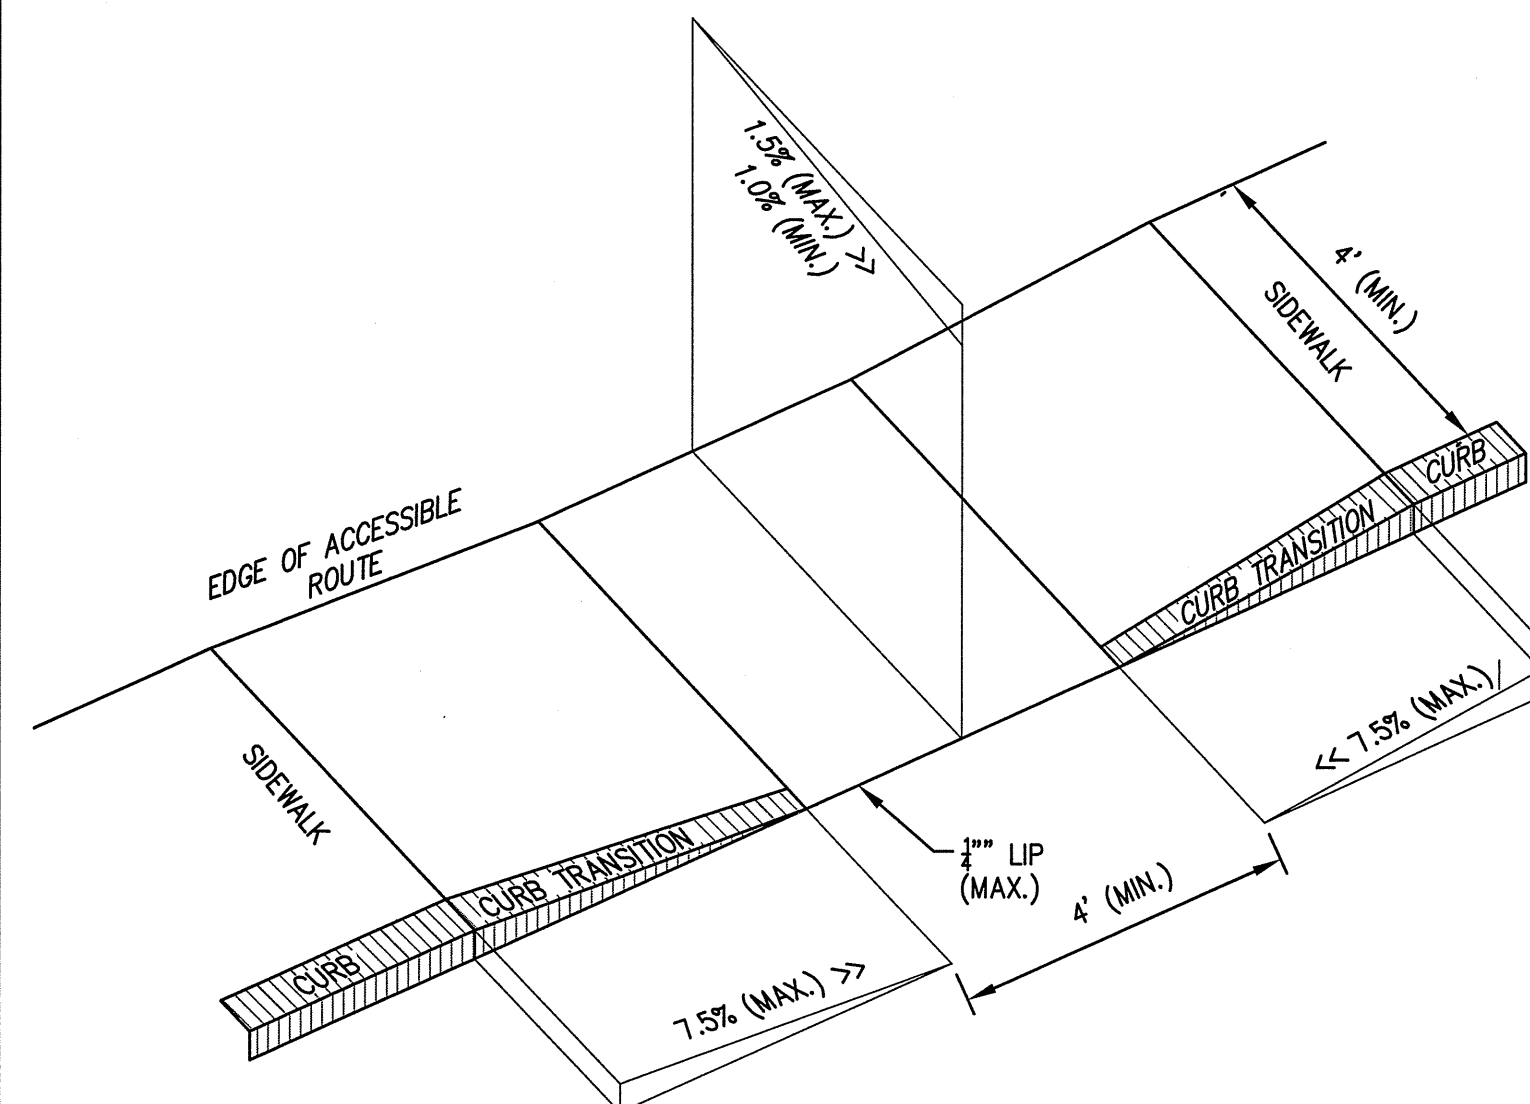 1.5% (MAX.) >>
1.0% (MIN.)
4' (MIN.)
SIDEWALK
CURB
EDGE OF ACCESSIBLE
ROUTE
CURB TRANSITION
<< 7.5% (MAX.)
SIDEWALK
1/4"" LIP
(MAX.)
4' (MIN.)
CURB TRANSITION
CURB
7.5% (MAX.) >>